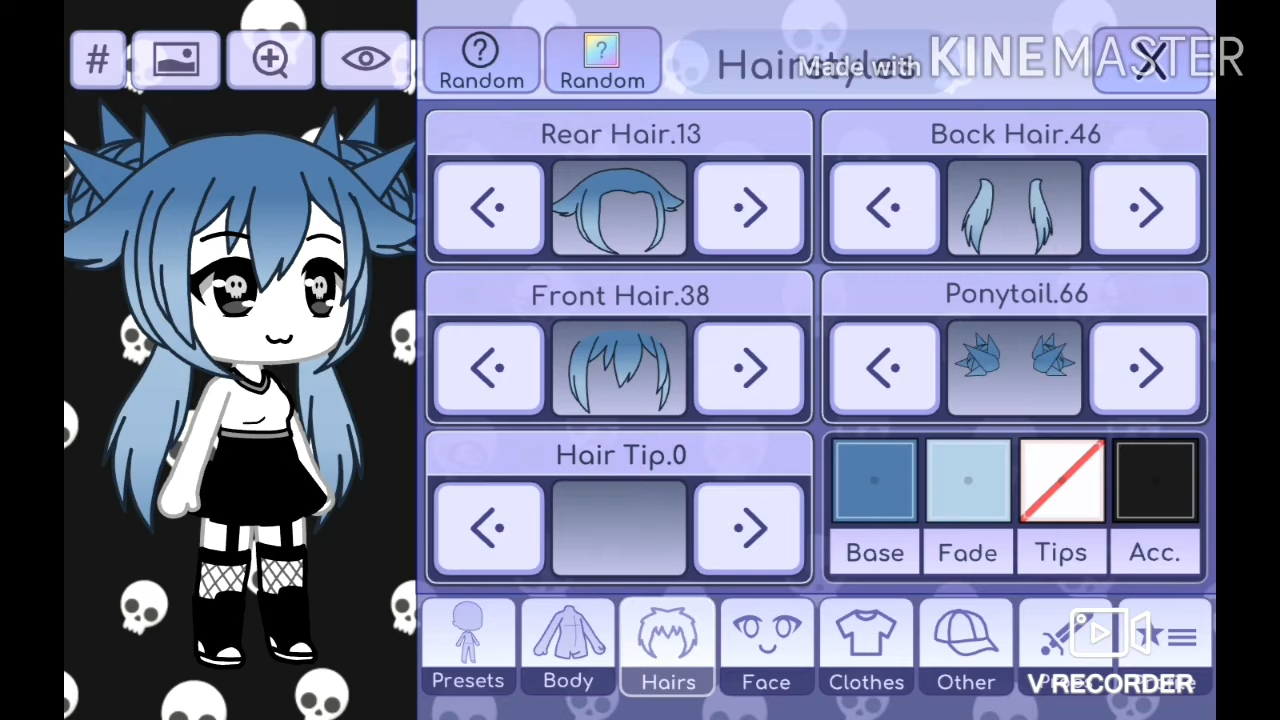 #
? Random
? Random
Hairstyles
Made with KINEMASTER
X
Rear Hair.13
Back Hair.46
Front Hair.38
Ponytail.66
Hair Tip.0
Base
Fade
Tips
Acc.
Presets
Body
Hairs
Face
Clothes
Other
V RECORDER